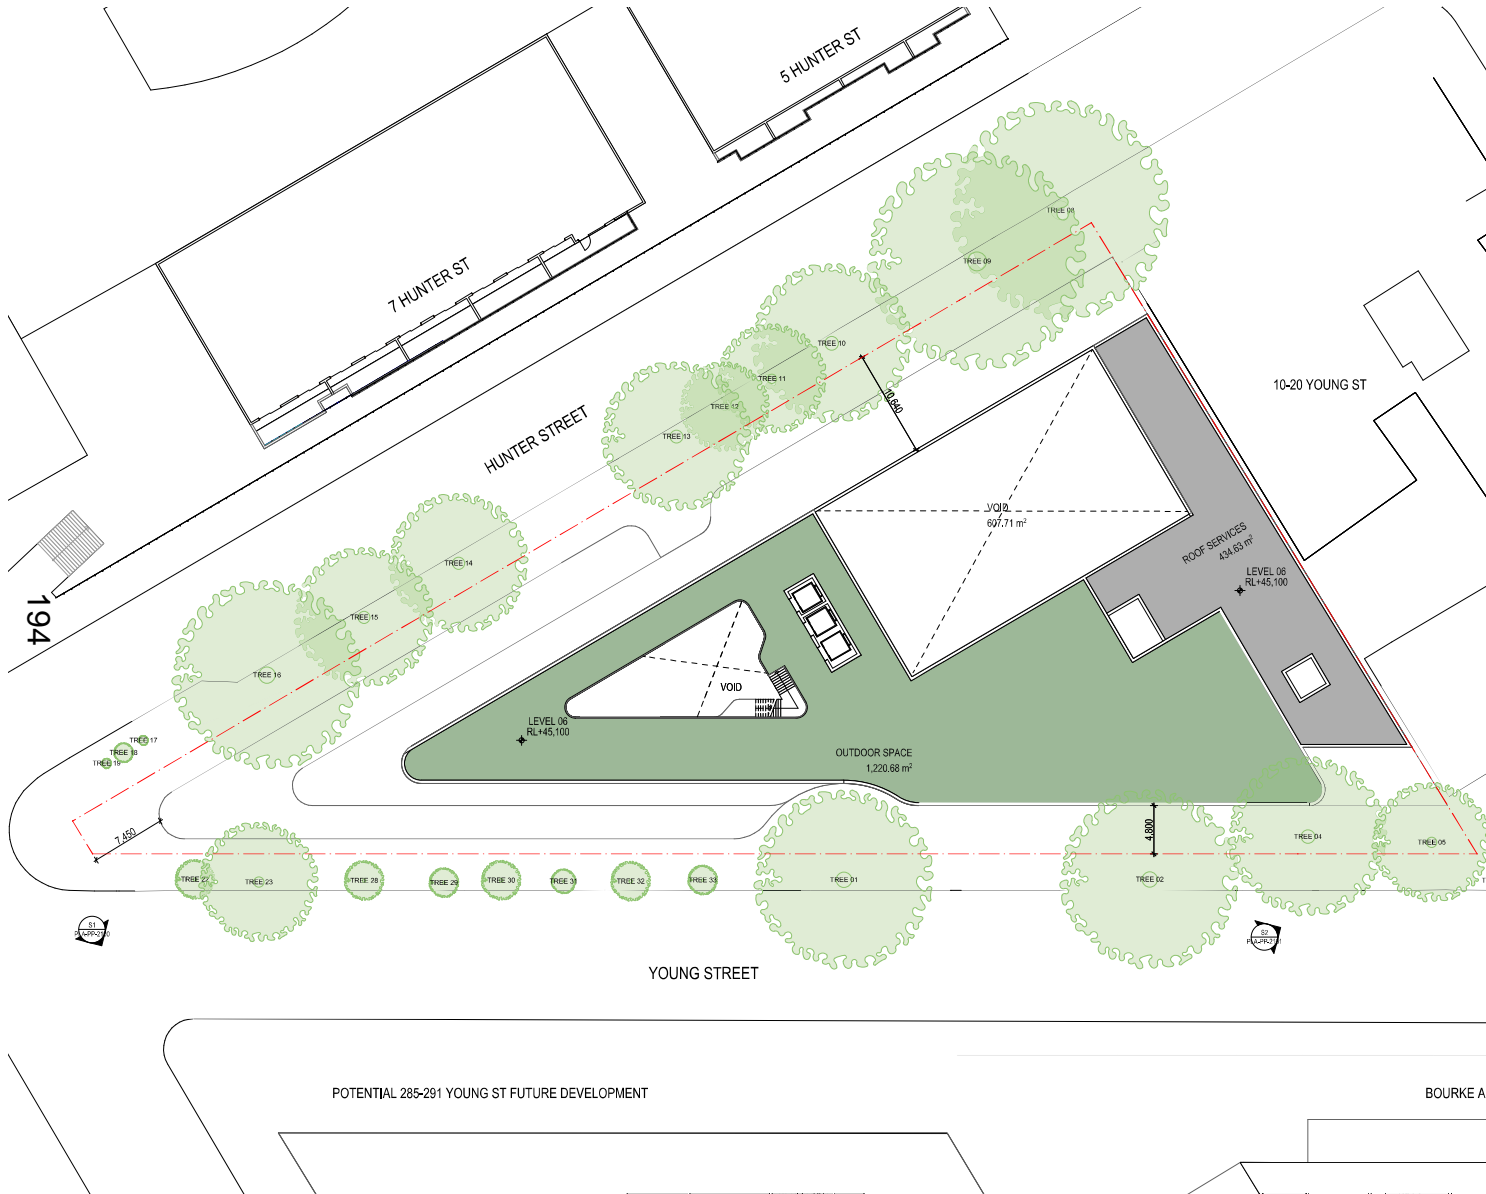 5 HUNTER ST
7 HUNTER ST
TREE 08
TREE 09
TREE 10
TREE 11
TREE 12
TREE 13
10,640
10-20 YOUNG ST
HUNTER STREET
VOID
607.71 m²
ROOF SERVICES
434.63 m²
LEVEL 06
RL+45,100
TREE 14
TREE 15
TREE 16
194
VOID
LEVEL 06
RL+45,100
TREE 17
TREE 18
TREE 19
OUTDOOR SPACE
1,220.68 m²
7,450
4,800
TREE 04
TREE 05
TREE 23
TREE 28
TREE 29
TREE 30
TREE 31
TREE 32
TREE 33
TREE 01
TREE 02
S1
S2
YOUNG STREET
POTENTIAL 285-291 YOUNG ST FUTURE DEVELOPMENT
BOURKE A